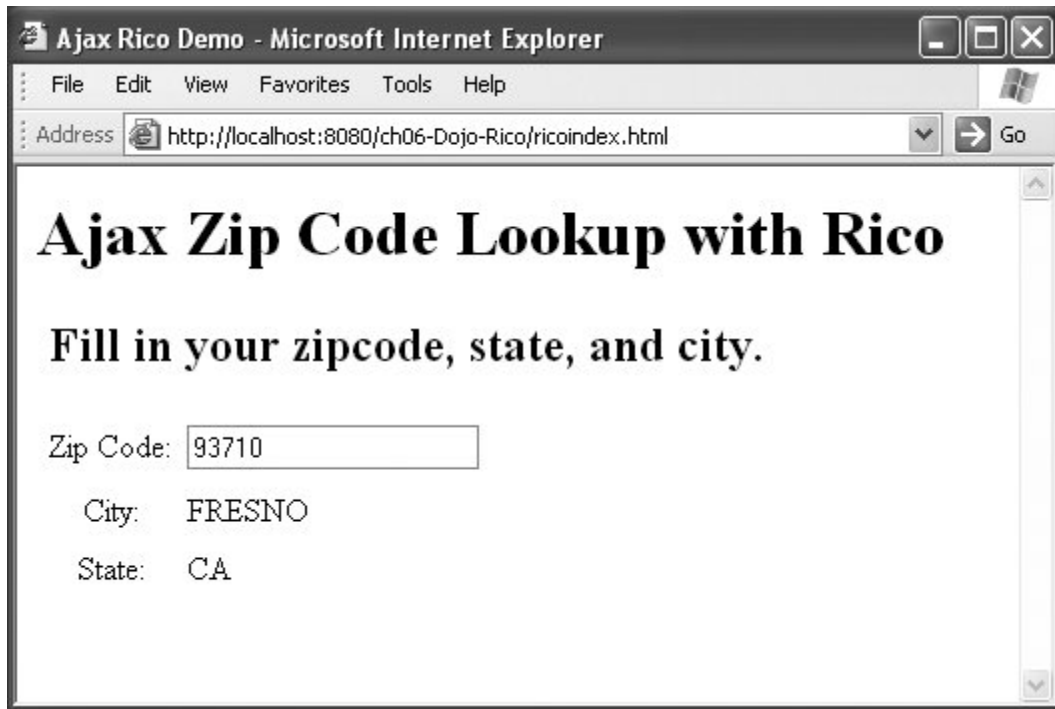 Ajax Rico Demo - Microsoft Internet Explorer
File Edit View Favorites Tools Help
Address http://localhost:8080/ch06-Dojo-Rico/ricoindex.html Go
Ajax Zip Code Lookup with Rico
Fill in your zipcode, state, and city.
Zip Code: 93710
City: FRESNO
State: CA